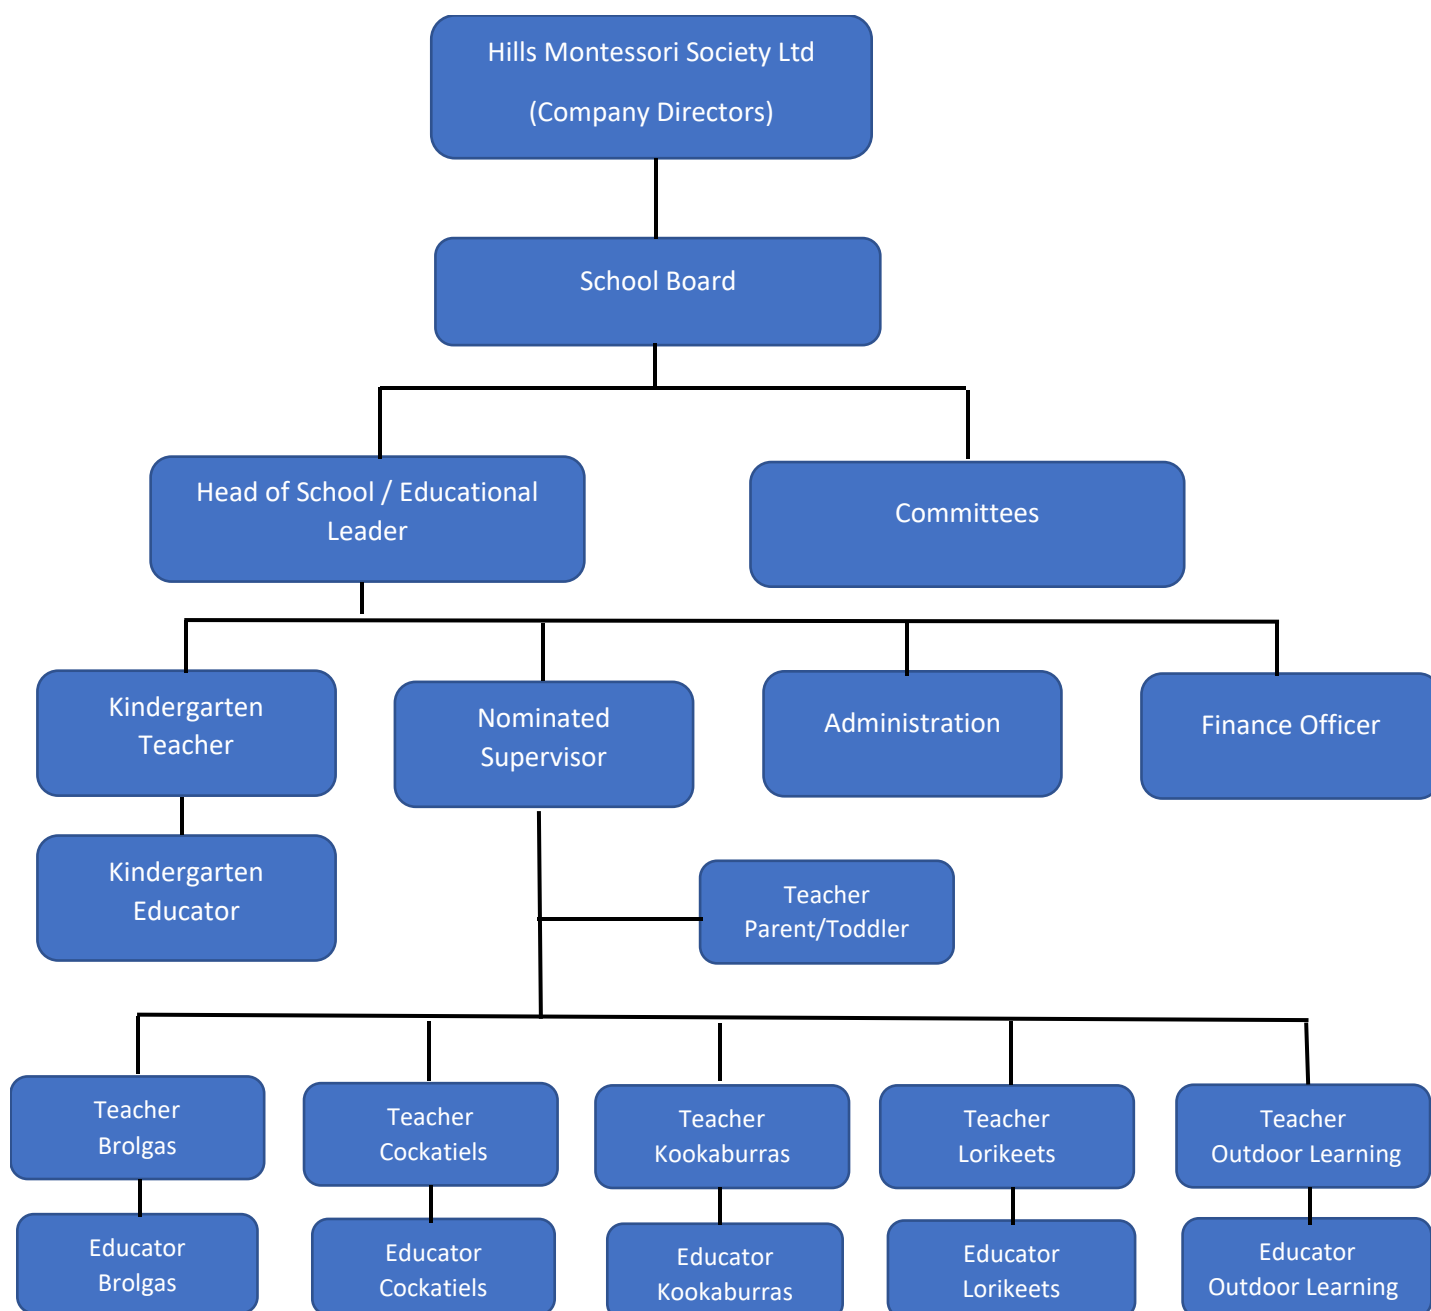 Hills Montessori Society Ltd
(Company Directors)
School Board
Head of School / Educational
Leader
Committees
Kindergarten
Teacher
Nominated
Supervisor
Administration
Finance Officer
Kindergarten
Educator
Teacher
Parent/Toddler
Teacher
Brolgas
Teacher
Cockatiels
Teacher
Kookaburras
Teacher
Lorikeets
Teacher
Outdoor Learning
Educator
Brolgas
Educator
Cockatiels
Educator
Kookaburras
Educator
Lorikeets
Educator
Outdoor Learning